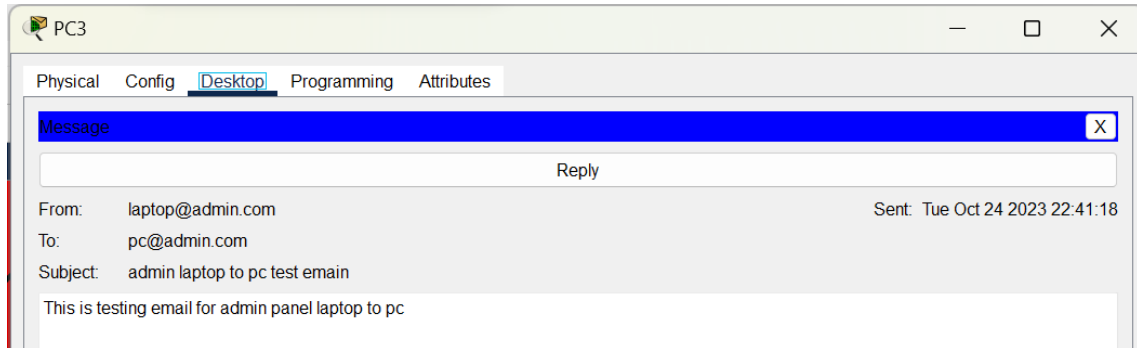 PC3
Physical Config Desktop Programming Attributes
Message X
Reply
From: laptop@admin.com Sent: Tue Oct 24 2023 22:41:18
To: pc@admin.com
Subject: admin laptop to pc test emain
This is testing email for admin panel laptop to pc